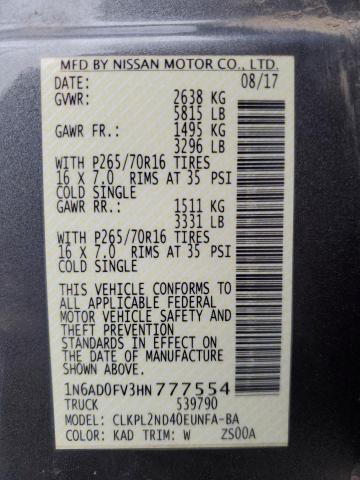 MFD BY NISSAN MOTOR CO., LTD.
DATE: 08/17
GVWR: 2638 KG
5815 LB
GAWR FR.: 1495 KG
3296 LB
WITH P265/70R16 TIRES
16 X 7.0 RIMS AT 35 PSI
COLD SINGLE
GAWR RR.: 1511 KG
3331 LB
WITH P265/70R16 TIRES
16 X 7.0 RIMS AT 35 PSI
COLD SINGLE
THIS VEHICLE CONFORMS TO
ALL APPLICABLE FEDERAL
MOTOR VEHICLE SAFETY AND
THEFT PREVENTION
STANDARDS IN EFFECT ON
THE DATE OF MANUFACTURE
SHOWN ABOVE.
1N6AD0FV3HN777554
TRUCK 539790
MODEL: CLKPL2ND40EUNFA-BA
COLOR: KAD TRIM: W ZS00A